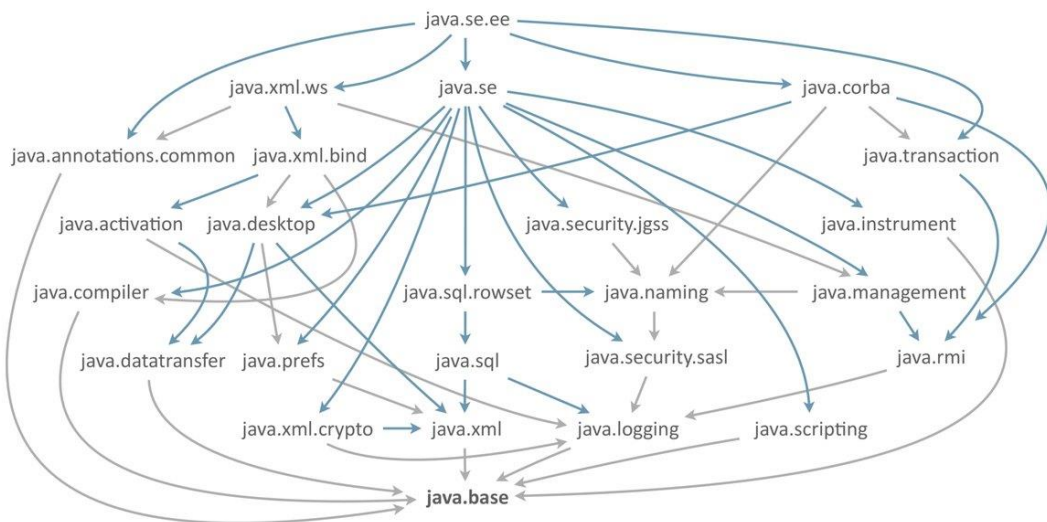 java.se.ee
java.xml.ws
java.se
java.corba
java.annotations.common
java.xml.bind
java.transaction
java.activation
java.desktop
java.security.jgss
java.instrument
java.compiler
java.sql.rowset
java.naming
java.management
java.datatransfer
java.prefs
java.sql
java.security.sasl
java.rmi
java.xml.crypto
java.xml
java.logging
java.scripting
java.base